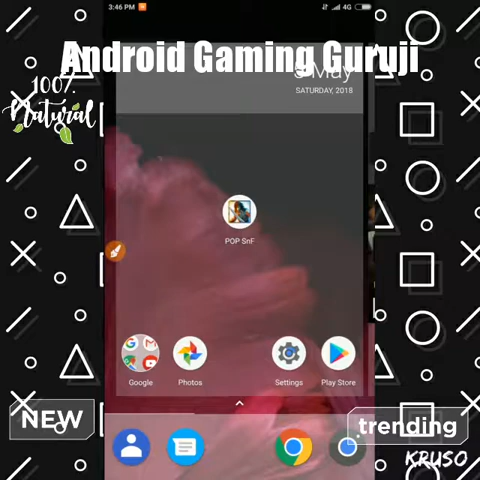 3:46 PM
4G
Android Gaming Guruji
May
SATURDAY, 2018
100%
Natural
POP SnF
Google
Photos
Settings
Play Store
NEW
trending
KRUSO